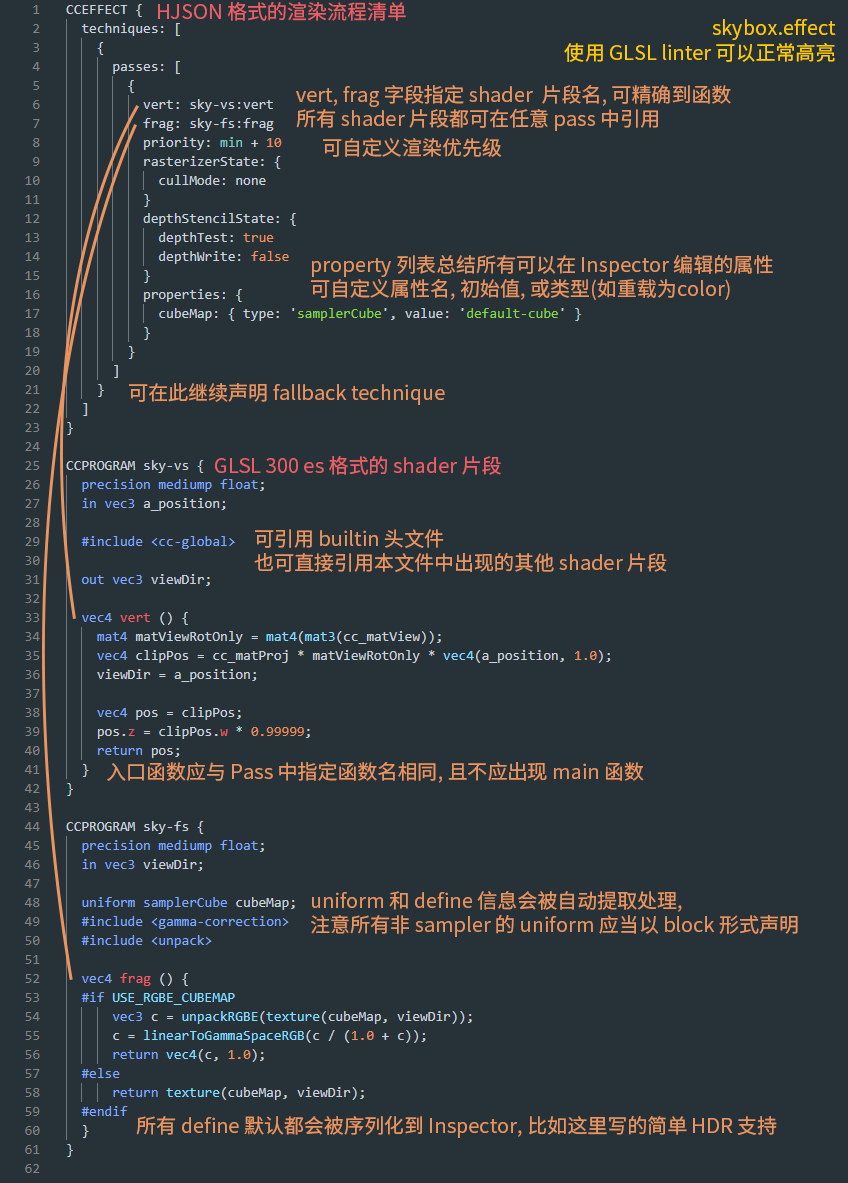 1 CCEFFECT { HJSON 格式的渲染流程清单
2 techniques: [ skybox.effect
3 { 使用 GLSL linter 可以正常高亮
4 passes: [
5 {
6 vert: sky-vs:vert vert, frag 字段指定 shader 片段名, 可精确到函数
7 frag: sky-fs:frag 所有 shader 片段都可在任意 pass 中引用
8 priority: min + 10 可自定义渲染优先级
9 rasterizerState: {
10 cullMode: none
11 }
12 depthStencilState: {
13 depthTest: true
14 depthWrite: false property 列表总结所有可以在 Inspector 编辑的属性
15 }
16 properties: { 可自定义属性名, 初始值, 或类型(如重载为color)
17 cubeMap: { type: 'samplerCube', value: 'default-cube' }
18 }
19 }
20 ]
21 } 可在此继续声明 fallback technique
22 ]
23 }
24
25 CCPROGRAM sky-vs { GLSL 300 es 格式的 shader 片段
26 precision mediump float;
27 in vec3 a_position;
28
29 #include <cc-global> 可引用 builtin 头文件
30 也可直接引用本文件中出现的其他 shader 片段
31 out vec3 viewDir;
32
33 vec4 vert () {
34 mat4 matViewRotOnly = mat4(mat3(cc_matView));
35 vec4 clipPos = cc_matProj * matViewRotOnly * vec4(a_position, 1.0);
36 viewDir = a_position;
37
38 vec4 pos = clipPos;
39 pos.z = clipPos.w * 0.99999;
40 return pos;
41 } 入口函数应与 Pass 中指定函数名相同, 且不应出现 main 函数
42 }
43
44 CCPROGRAM sky-fs {
45 precision mediump float;
46 in vec3 viewDir;
47
48 uniform samplerCube cubeMap; uniform 和 define 信息会被自动提取处理,
49 #include <gamma-correction> 注意所有非 sampler 的 uniform 应当以 block 形式声明
50 #include <unpack>
51
52 vec4 frag () {
53 #if USE_RGBE_CUBEMAP
54 vec3 c = unpackRGBE(texture(cubeMap, viewDir));
55 c = linearToGammaSpaceRGB(c / (1.0 + c));
56 return vec4(c, 1.0);
57 #else
58 return texture(cubeMap, viewDir);
59 #endif
60 } 所有 define 默认都会被序列化到 Inspector, 比如这里写的简单 HDR 支持
61 }
62